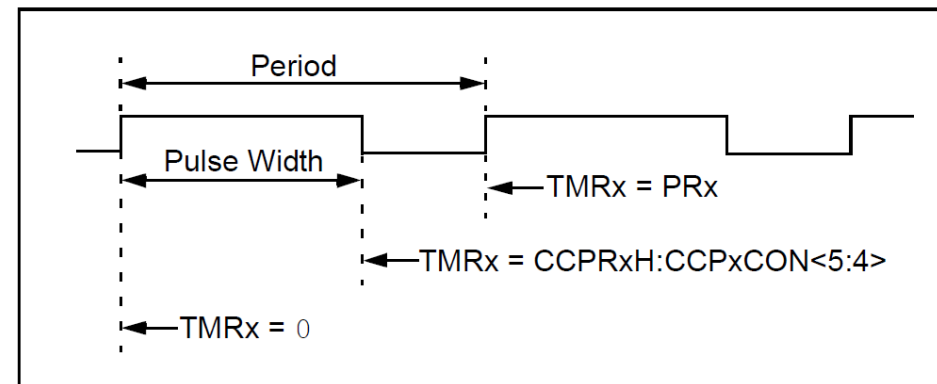 Period
Pulse Width
TMRx = PRx
TMRx = CCPRxH:CCPxCON<5:4>
TMRx = 0